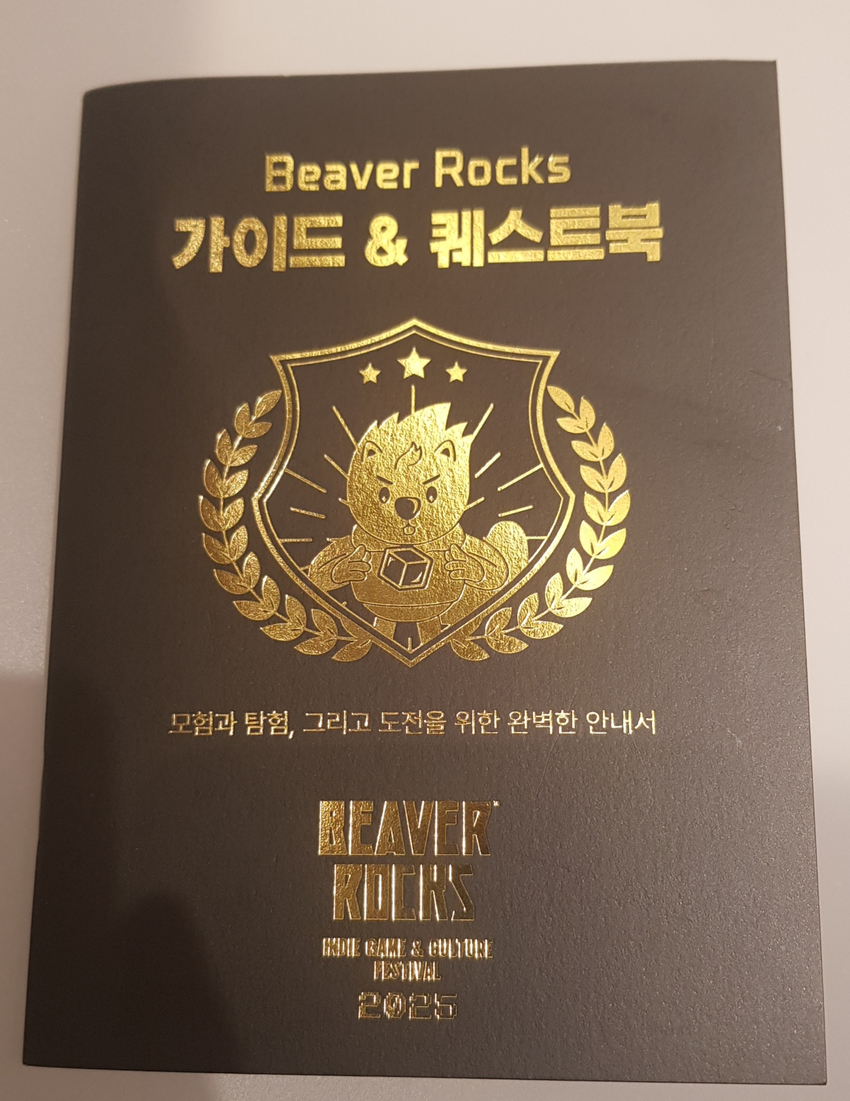 Beaver Rocks
가이드 & 퀘스트북
모험과 탐험, 그리고 도전을 위한 완벽한 안내서
BEAVER
ROCKS
INDIE GAME & CULTURE
FESTIVAL
2025